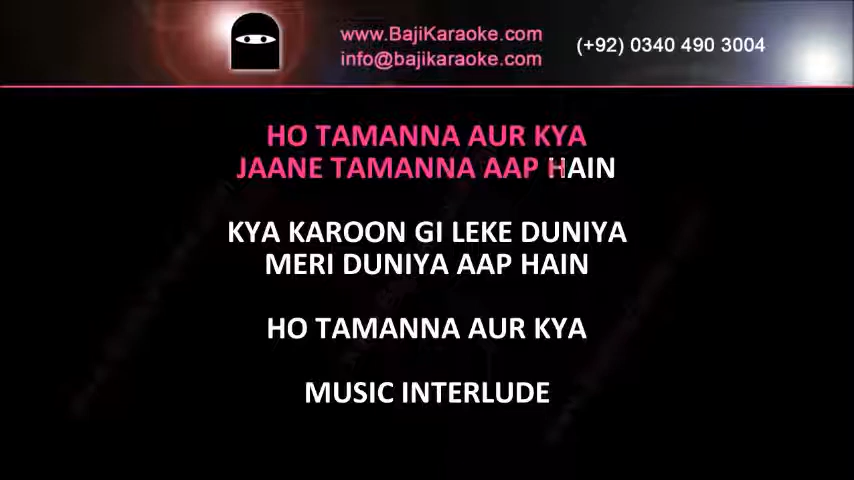 www.BajiKaraoke.com
info@bajikaraoke.com
(+92) 0340 490 3004
HO TAMANNA AUR KYA
JAANE TAMANNA AAP HAIN
KYA KAROON GI LEKE DUNIYA
MERI DUNIYA AAP HAIN
HO TAMANNA AUR KYA
MUSIC INTERLUDE